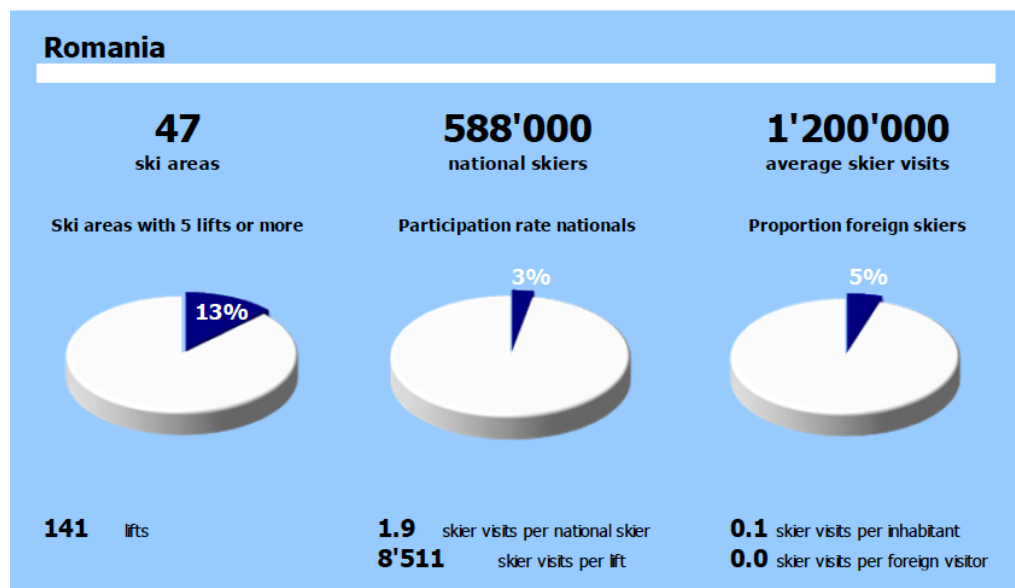 Romania
47
ski areas
588'000
national skiers
1'200'000
average skier visits
Ski areas with 5 lifts or more
Participation rate nationals
Proportion foreign skiers
13%
3%
5%
141 lifts
1.9 skier visits per national skier
8'511 skier visits per lift
0.1 skier visits per inhabitant
0.0 skier visits per foreign visitor